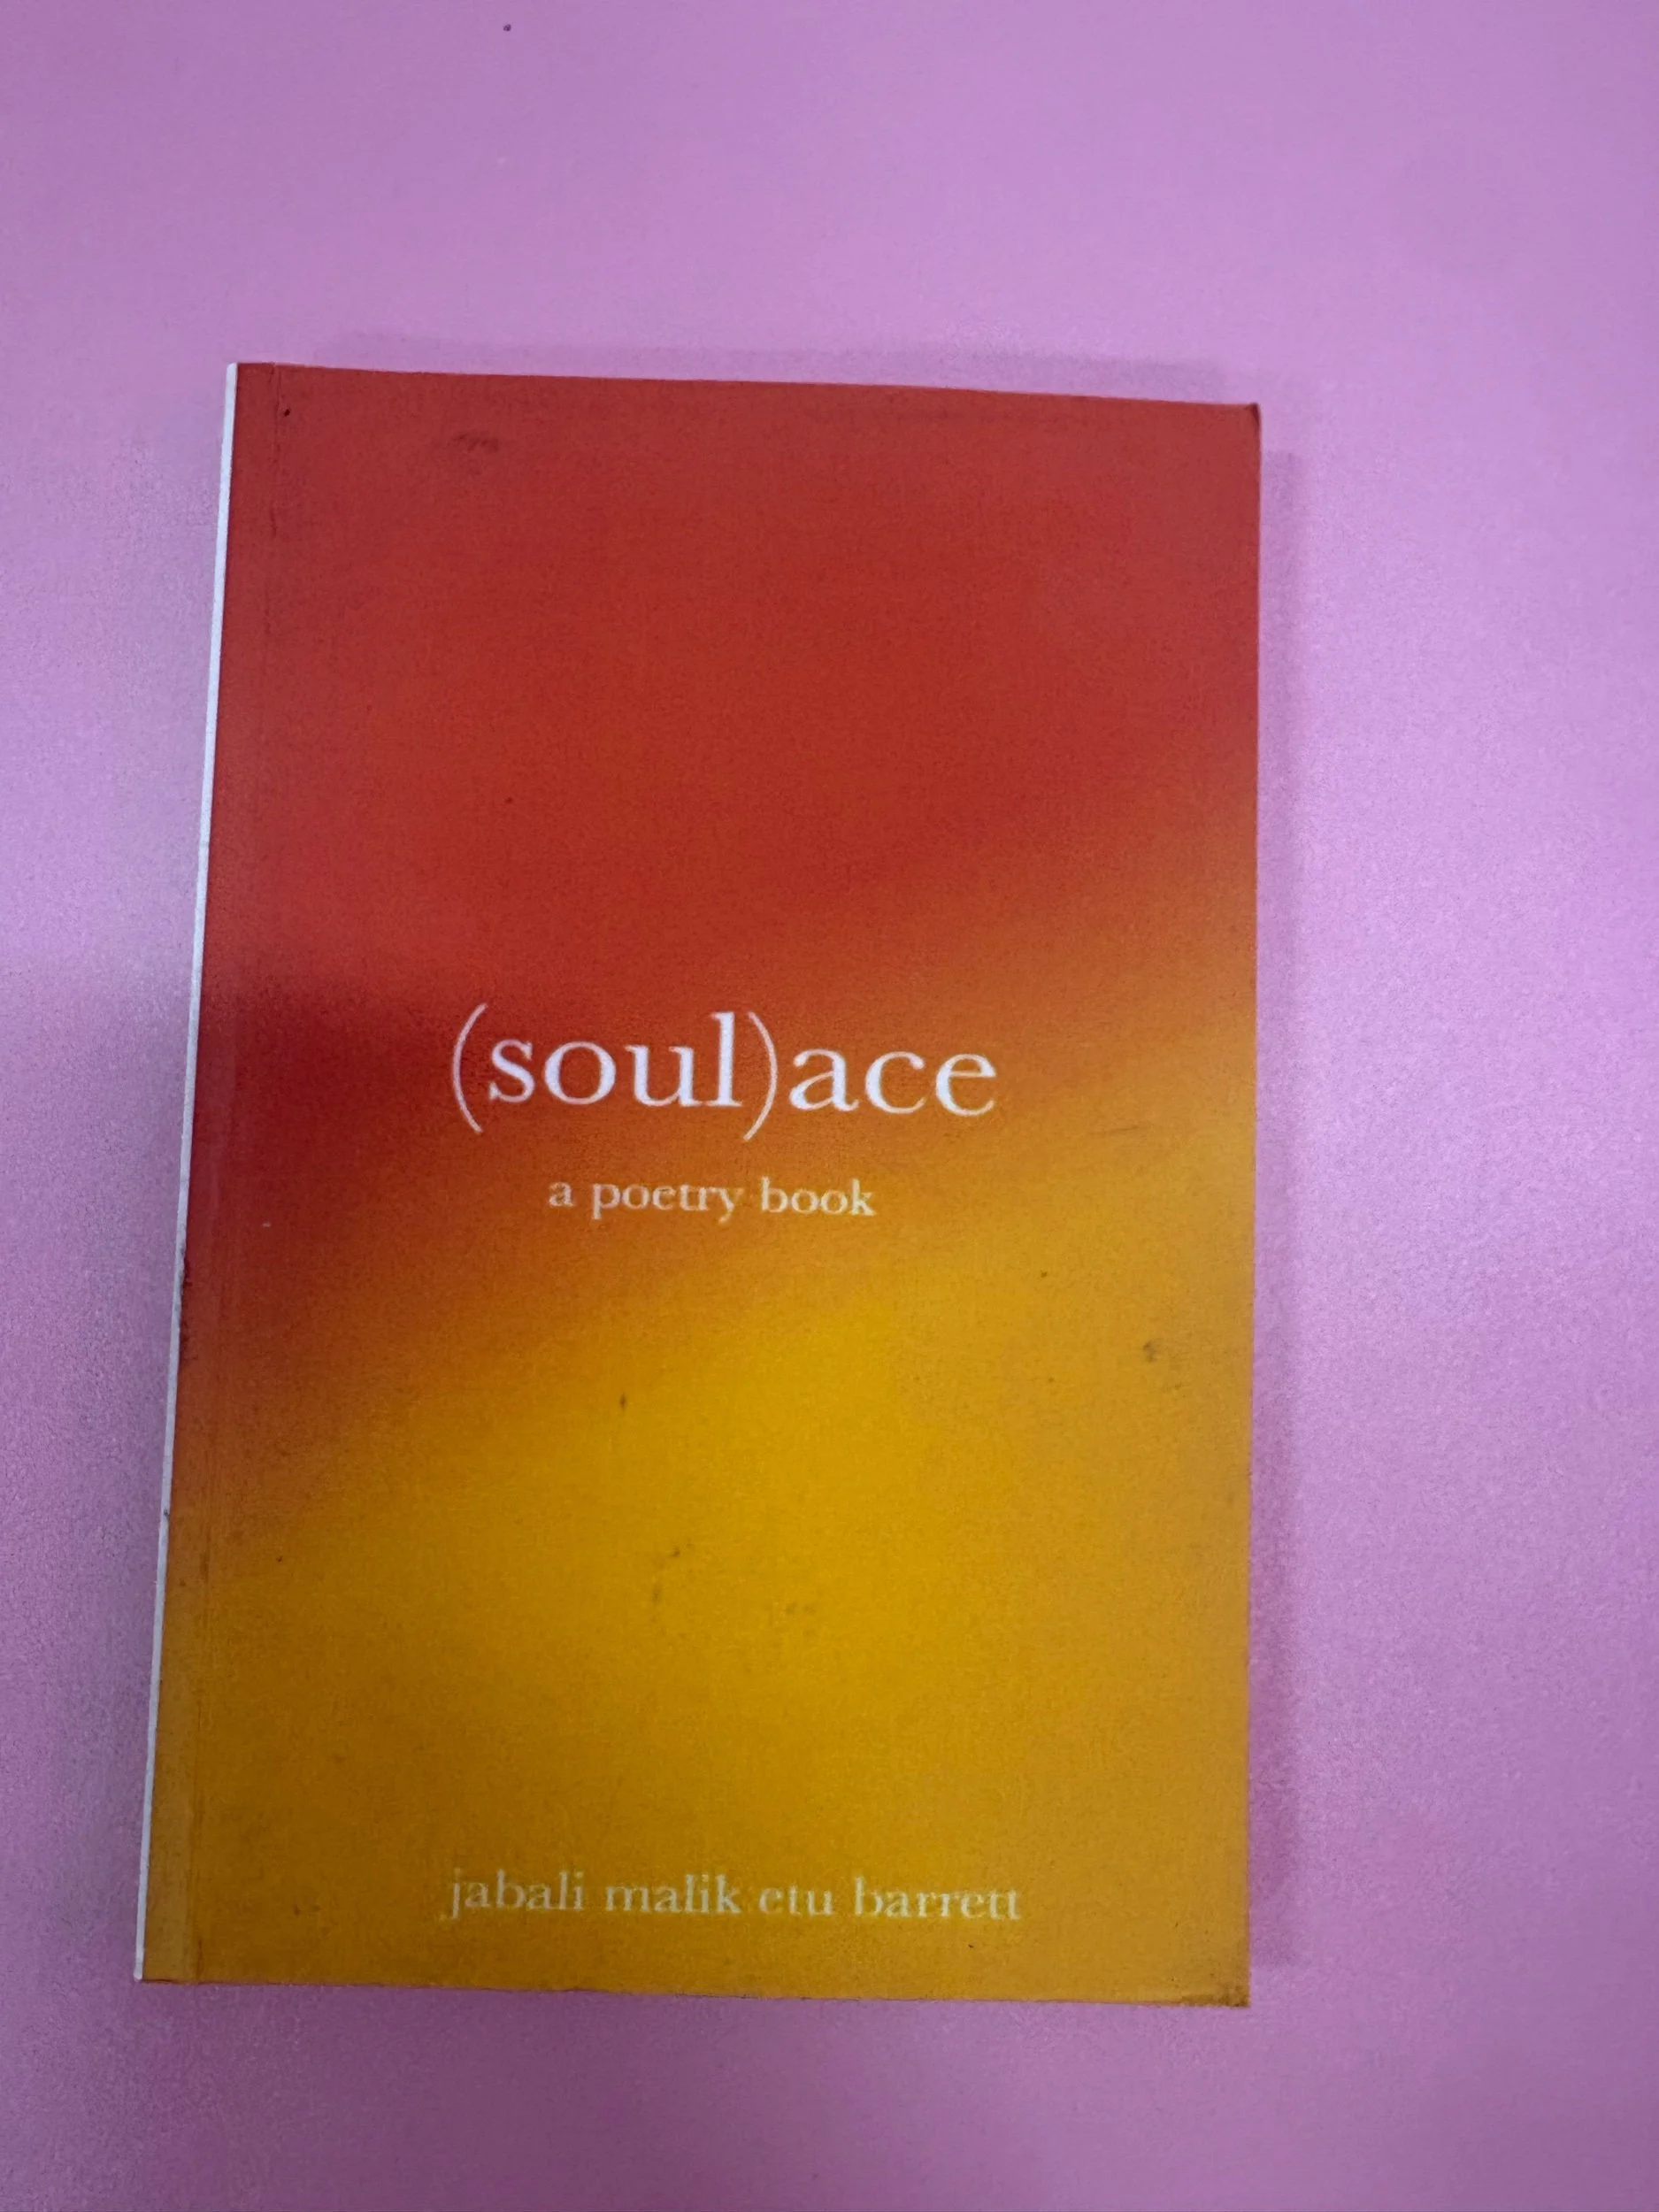 (soul)ace
a poetry book
jabali malik etu barrett